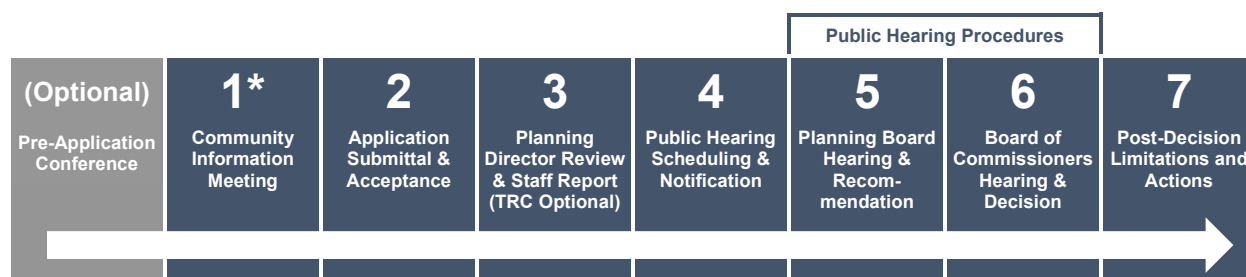 Public Hearing Procedures
(Optional)
Pre-Application
Conference
1*
Community
Information
Meeting
2
Application
Submittal &
Acceptance
3
Planning
Director Review
& Staff Report
(TRC Optional)
4
Public Hearing
Scheduling &
Notification
5
Planning Board
Hearing &
Recom-
mendation
6
Board of
Commissioners
Hearing &
Decision
7
Post-Decision
Limitations and
Actions